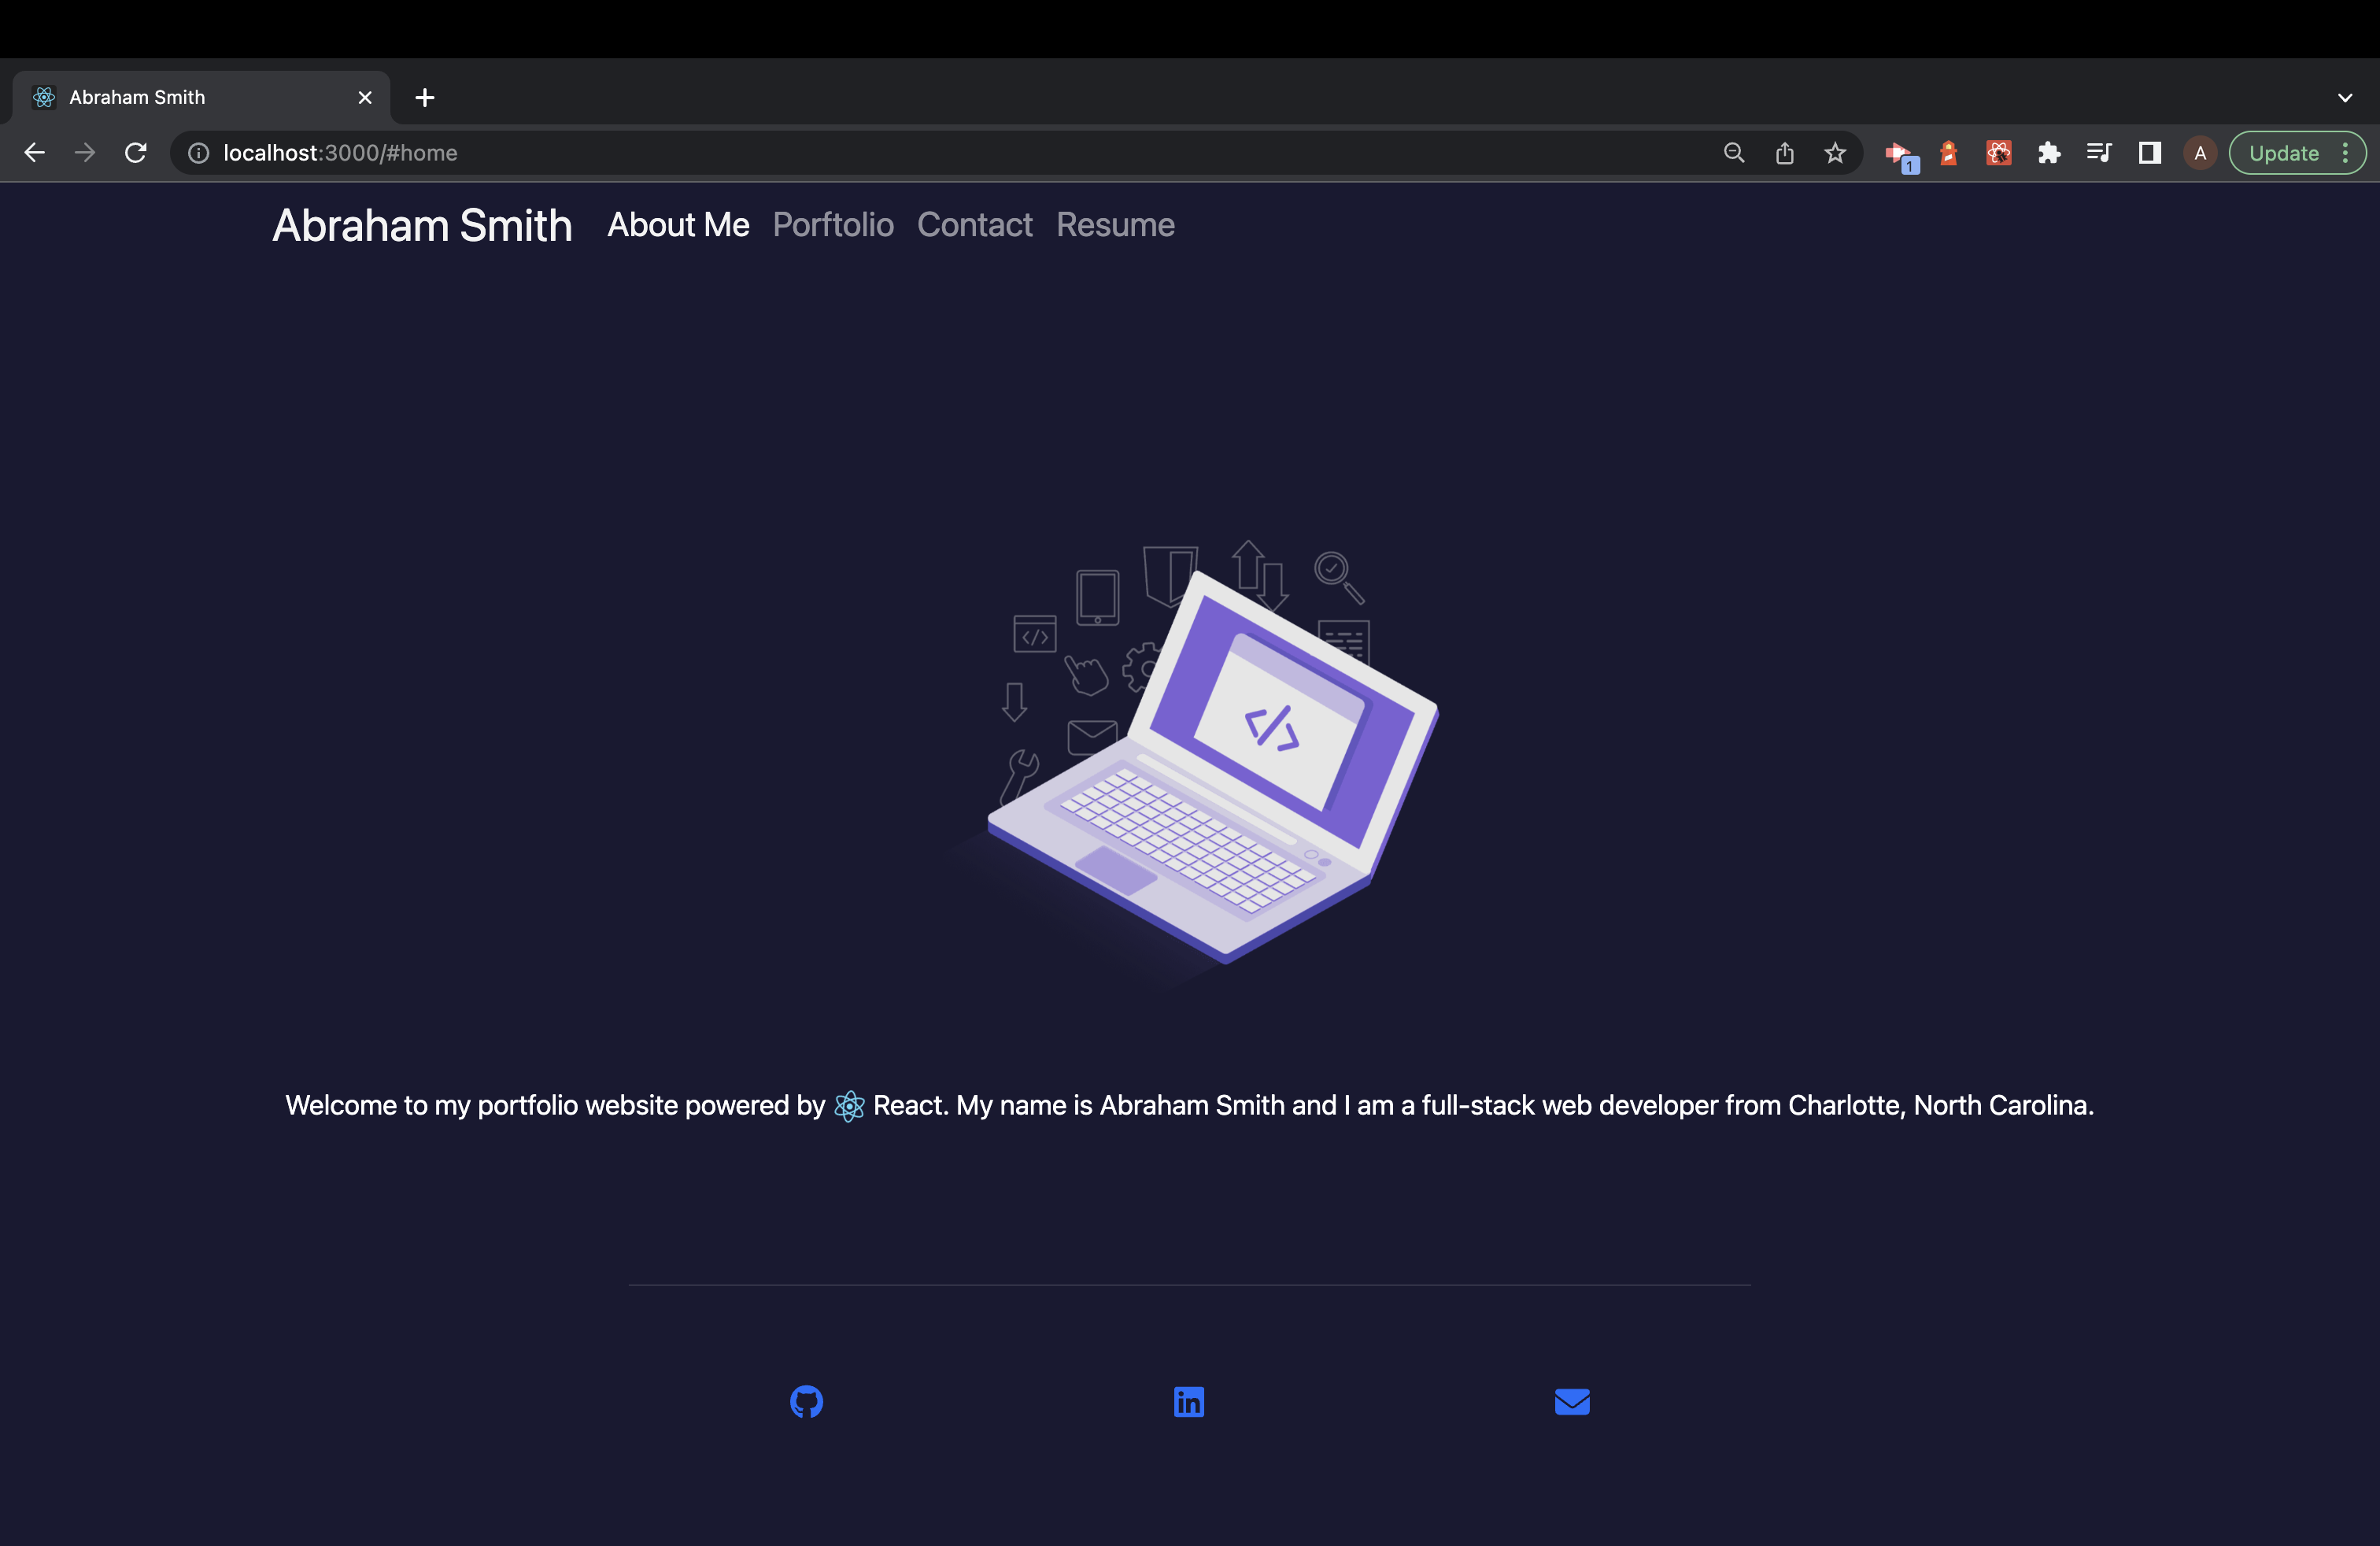 Abraham Smith
localhost:3000/#home
1
A
Update
Abraham Smith About Me Porftolio Contact Resume
</>
</>
Welcome to my portfolio website powered by React. My name is Abraham Smith and I am a full-stack web developer from Charlotte, North Carolina.
in